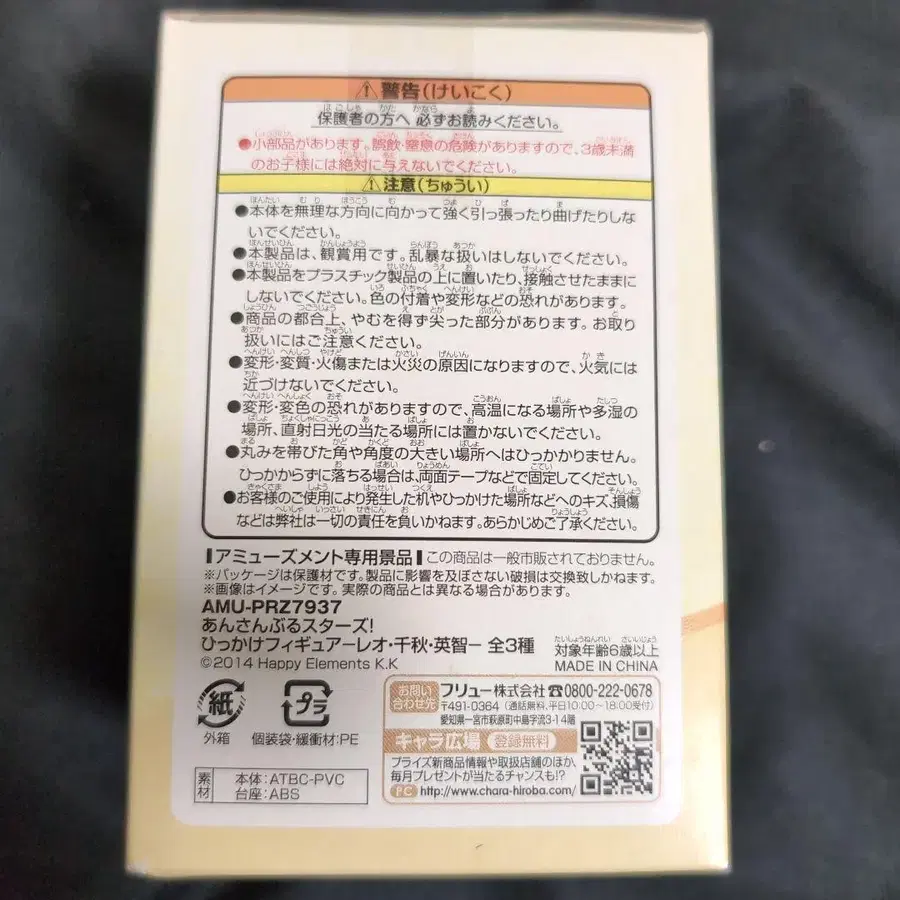 ⚠警告(けいこく)
保護者の方へ 必ずお読みください。
●小部品があります。誤飲・窒息の危険がありますので、3歳未満
のお子様には絶対に与えないでください。
⚠注意(ちゅうい)
●本体を無理な方向に向かって強く引っ張ったり曲げたりしな
いでください。
●本製品は、観賞用です。乱暴な扱いはしないでください。
●本製品をプラスチック製品の上に置いたり、接触させたままに
しないでください。色の付着や変形などの恐れがあります。
●商品の都合上、やむを得ず尖った部分があります。お取り
扱いにはご注意ください。
●変形・変質・火傷または火災の原因になりますので、火気には
近づけないでください。
●変形・変色の恐れがありますので、高温になる場所や多湿の
場所、直射日光の当たる場所には置かないでください。
●丸みを帯びた角や角度の大きい場所へはひっかかりません。
ひっかからずに落ちる場合は、両面テープなどで固定してください。
●お客様のご使用により発生した机やひっかけた場所などへのキズ、損傷
などは弊社は一切の責任を負いかねます。あらかじめご了承ください。
┃アミューズメント専用景品┃この商品は一般市販されておりません。
※パッケージは保護材です。製品に影響を及ぼさない破損は交換致しかねます。
※画像はイメージです。実際の商品とは異なる場合があります。
AMU-PRZ7937
あんさんぶるスターズ!
ひっかけフィギュアーレオ・千秋・英智ー 全3種
対象年齢6歳以上
©2014 Happy Elements K.K
MADE IN CHINA
紙
外箱
プラ
個装袋・緩衝材:PE
お問い
合わせ先
フリュー株式会社☎0800-222-0678
〒491-0364(通話無料、平日10:00〜18:00受付)
愛知県一宮市萩原町中島字流3-14階
キャラ広場 登録無料
プライズ新商品情報や取扱店舗のほか、
毎月プレゼントが当たるチャンスも!?
PC http://www.chara-hiroba.com/
素材
本体:ATBC-PVC
台座:ABS